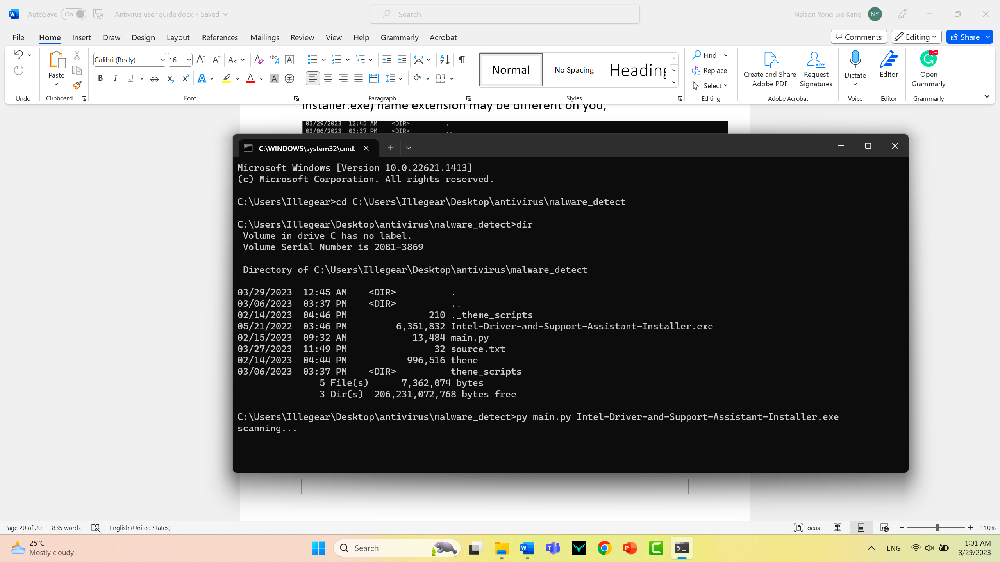 AutoSave On Antivirus user guide.docx • Saved Search Nelson Yong Sie Kang NY
File Home Insert Draw Design Layout References Mailings Review View Help Grammarly Acrobat Comments Editing Share
Calibri (Body) 16 Aa Find
Paste Normal No Spacing Heading Replace Create and Share Adobe PDF Request Signatures Dictate Editor Open Grammarly
B I U ab Select
Undo Clipboard Font Paragraph Styles Editing Adobe Acrobat Voice Editor Grammarly
Installer.exe) name extension may be different on you,
03/29/2023 12:45 AM <DIR> .
03/06/2023 03:37 PM <DIR> ..
C:\WINDOWS\system32\cmd.
Microsoft Windows [Version 10.0.22621.1413]
(c) Microsoft Corporation. All rights reserved.
C:\Users\Illegear>cd C:\Users\Illegear\Desktop\antivirus\malware_detect
C:\Users\Illegear\Desktop\antivirus\malware_detect>dir
Volume in drive C has no label.
Volume Serial Number is 20B1-3869
Directory of C:\Users\Illegear\Desktop\antivirus\malware_detect
03/29/2023 12:45 AM <DIR> .
03/06/2023 03:37 PM <DIR> ..
02/14/2023 04:46 PM 210 ._theme_scripts
05/21/2022 03:46 PM 6,351,832 Intel-Driver-and-Support-Assistant-Installer.exe
02/15/2023 09:32 AM 13,484 main.py
03/27/2023 11:49 PM 32 source.txt
02/14/2023 04:44 PM 996,516 theme
03/06/2023 03:37 PM <DIR> theme_scripts
5 File(s) 7,362,074 bytes
3 Dir(s) 206,231,072,768 bytes free
C:\Users\Illegear\Desktop\antivirus\malware_detect>py main.py Intel-Driver-and-Support-Assistant-Installer.exe
scanning...
Page 20 of 20 835 words English (United States) Focus 110%
25°C
Mostly cloudy
Search
ENG
1:01 AM
3/29/2023